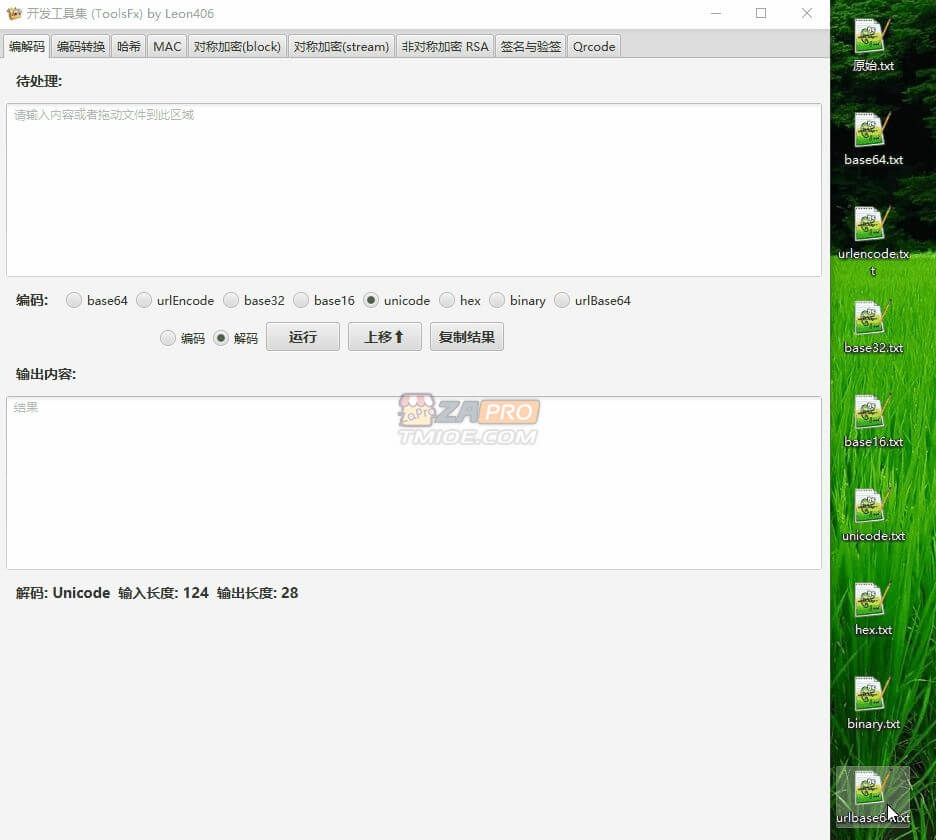 开发工具集 (ToolsFx) by Leon406
编解码 编码转换 哈希 MAC 对称加密(block) 对称加密(stream) 非对称加密 RSA 签名与验签 Qrcode
待处理:
请输入内容或者拖动文件到此区域
编码: base64 urlEncode base32 base16 unicode hex binary urlBase64
编码 解码 运行 上移⬆ 复制结果
输出内容:
结果
ZAPro ZAPRO
TMIOE.COM
解码: Unicode 输入长度: 124 输出长度: 28
原始.txt
base64.txt
urlencode.tx
t
base32.txt
base16.txt
unicode.txt
hex.txt
binary.txt
urlbase64.txt